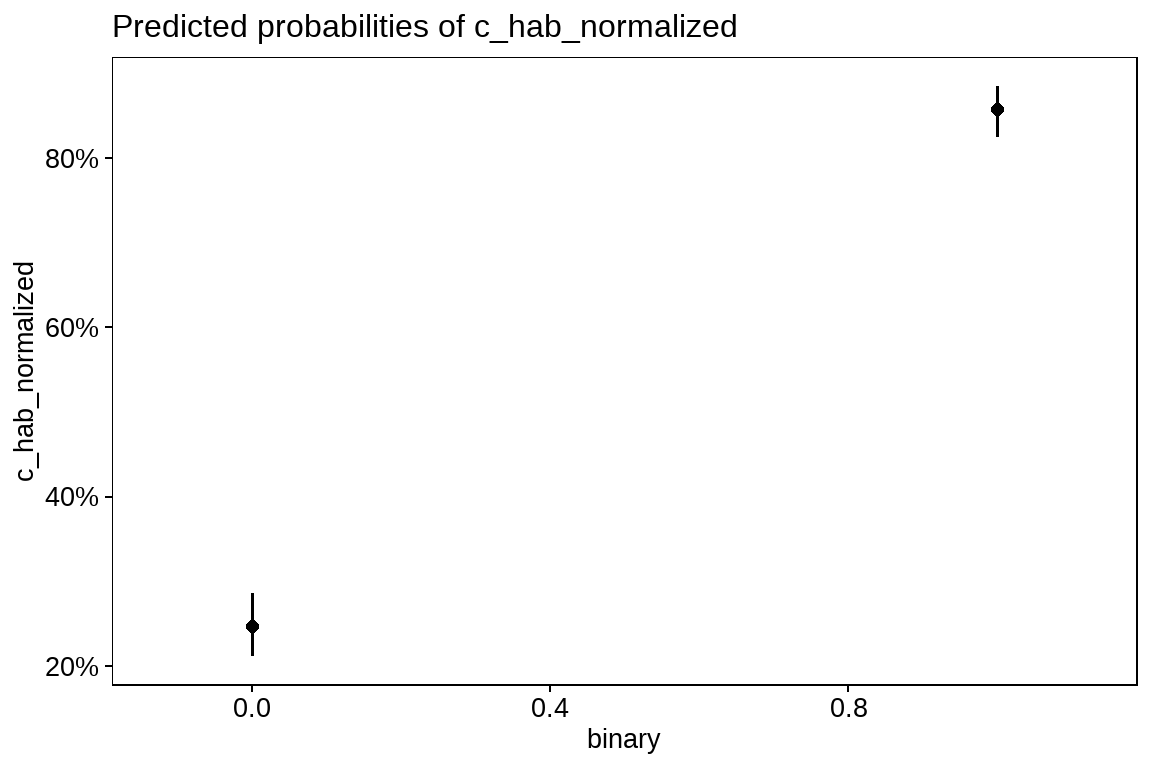 Predicted probabilities of c_hab_normalized
80%
60%
40%
20%
c_hab_normalized
0.0
0.4
0.8
binary